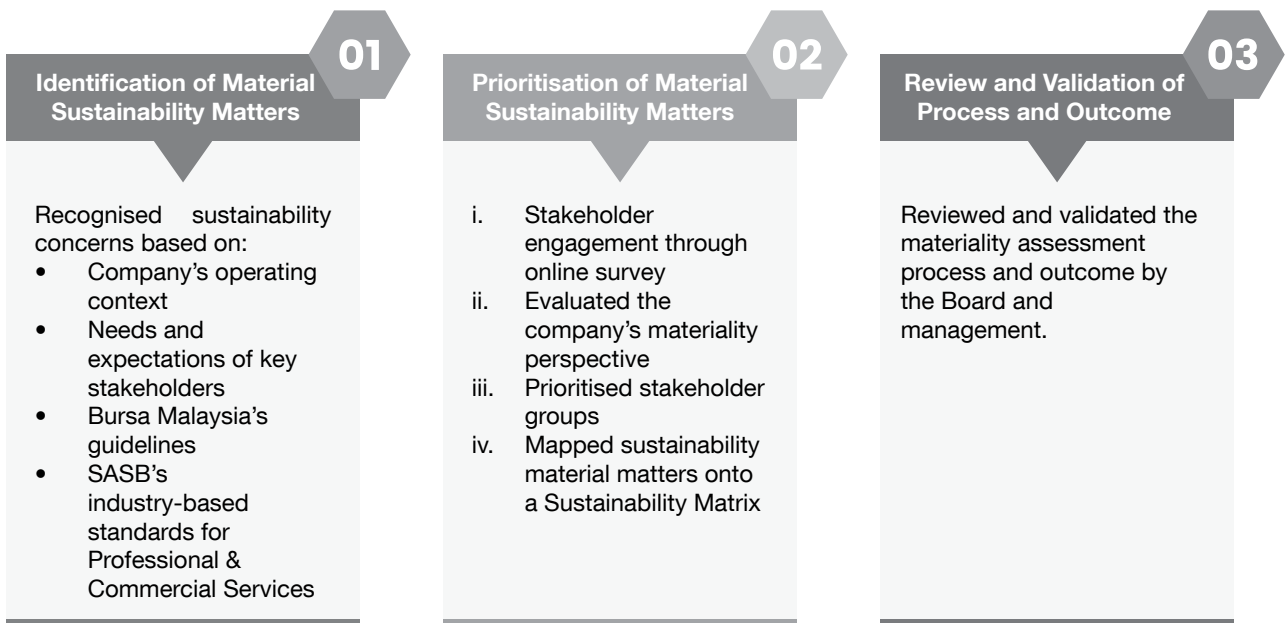 01
Identification of Material
Sustainability Matters
Recognised sustainability
concerns based on:
• Company’s operating
context
• Needs and
expectations of key
stakeholders
• Bursa Malaysia’s
guidelines
• SASB’s
industry-based
standards for
Professional &
Commercial Services
02
Prioritisation of Material
Sustainability Matters
i. Stakeholder
engagement through
online survey
ii. Evaluated the
company’s materiality
perspective
iii. Prioritised stakeholder
groups
iv. Mapped sustainability
material matters onto
a Sustainability Matrix
03
Review and Validation of
Process and Outcome
Reviewed and validated the
materiality assessment
process and outcome by
the Board and
management.